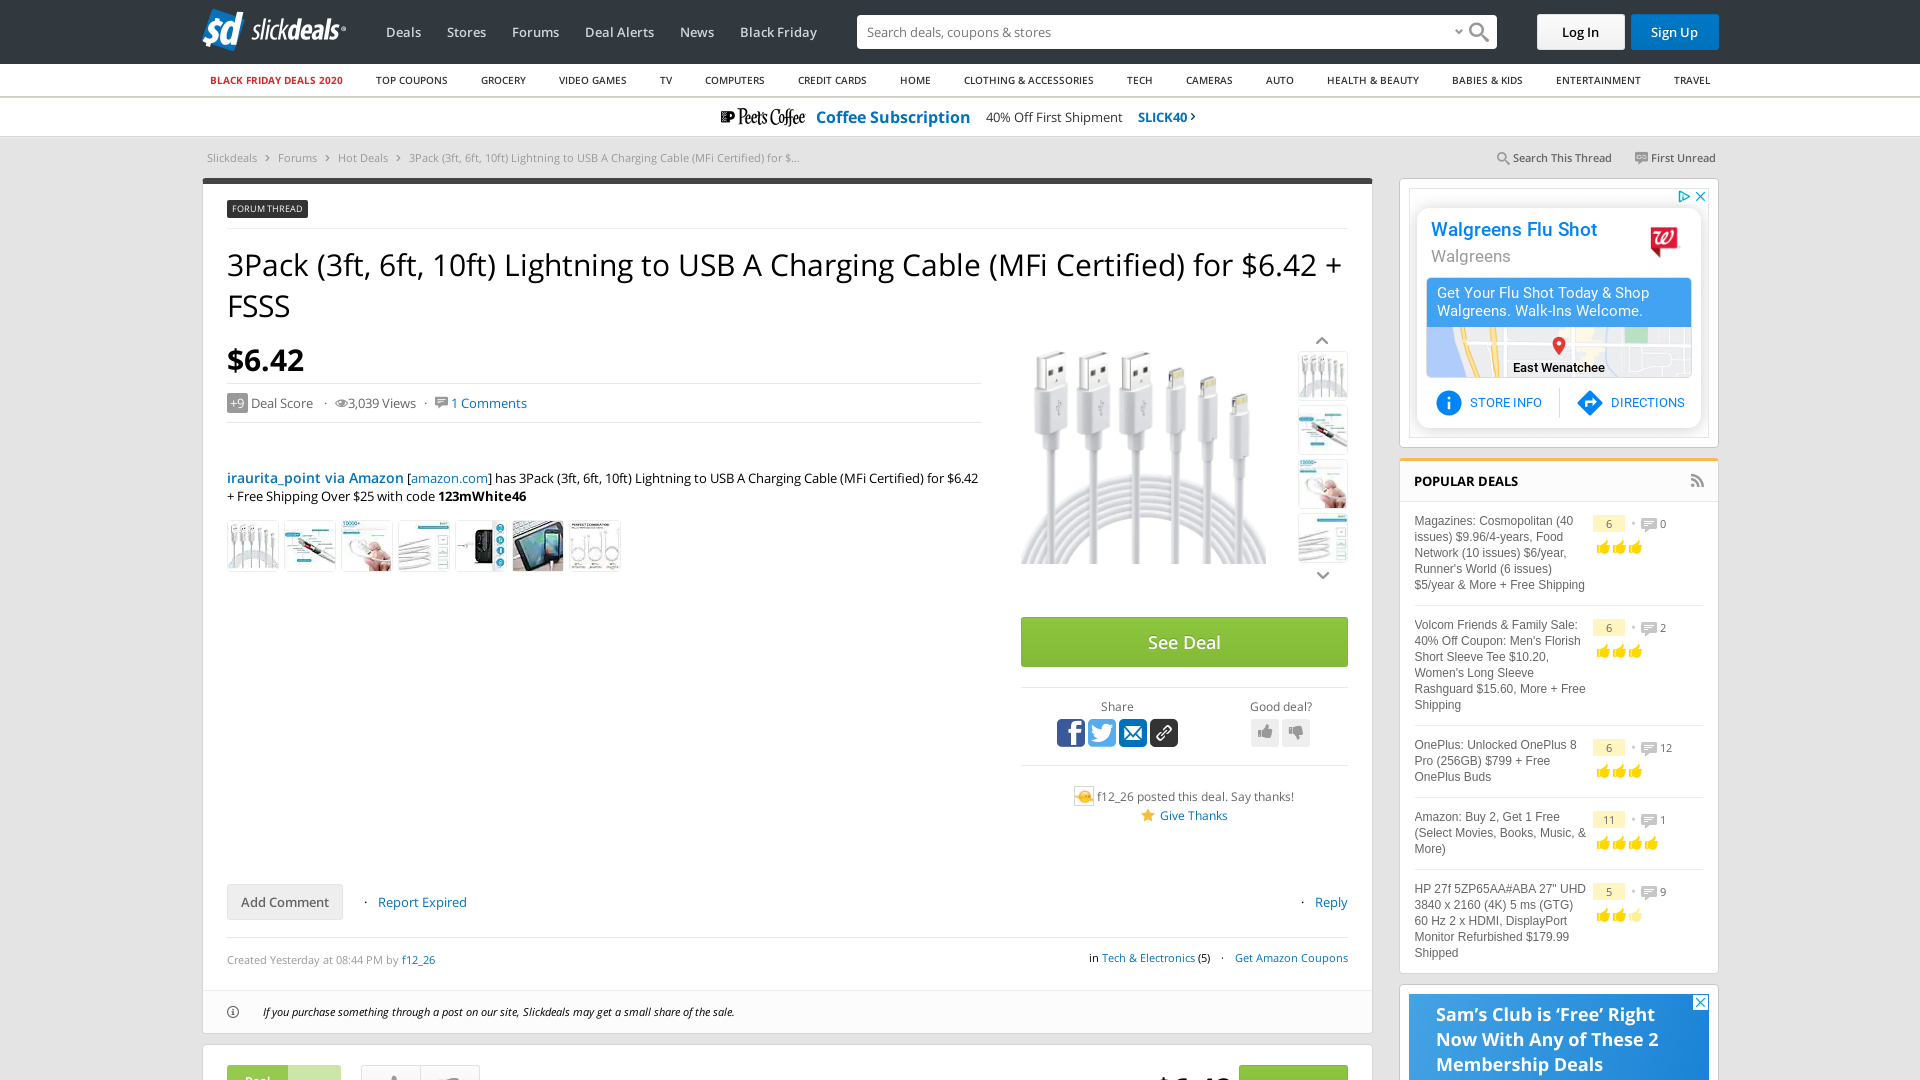 sd slickdeals
Deals Stores Forums Deal Alerts News Black Friday
Search deals, coupons & stores
Log In Sign Up
BLACK FRIDAY DEALS 2020 TOP COUPONS GROCERY VIDEO GAMES TV COMPUTERS CREDIT CARDS HOME CLOTHING & ACCESSORIES TECH CAMERAS AUTO HEALTH & BEAUTY BABIES & KIDS ENTERTAINMENT TRAVEL
Peet's Coffee Coffee Subscription 40% Off First Shipment SLICK40
Slickdeals › Forums › Hot Deals › 3Pack (3ft, 6ft, 10ft) Lightning to USB A Charging Cable (MFi Certified) for $...
Search This Thread First Unread
FORUM THREAD
3Pack (3ft, 6ft, 10ft) Lightning to USB A Charging Cable (MFi Certified) for $6.42 +
FSSS
$6.42
+9 Deal Score · 3,039 Views · 1 Comments
iraurita_point via Amazon [amazon.com] has 3Pack (3ft, 6ft, 10ft) Lightning to USB A Charging Cable (MFi Certified) for $6.42
+ Free Shipping Over $25 with code 123mWhite46
10000+
PERFECT COMBINATION
See Deal
Share
Good deal?
f12_26 posted this deal. Say thanks!
Give Thanks
Add Comment · Report Expired
· Reply
Created Yesterday at 08:44 PM by f12_26
in Tech & Electronics (5) · Get Amazon Coupons
If you purchase something through a post on our site, Slickdeals may get a small share of the sale.
Walgreens Flu Shot
Walgreens
Get Your Flu Shot Today & Shop
Walgreens. Walk-Ins Welcome.
East Wenatchee
STORE INFO DIRECTIONS
POPULAR DEALS
Magazines: Cosmopolitan (40
issues) $9.96/4-years, Food
Network (10 issues) $6/year,
Runner's World (6 issues)
$5/year & More + Free Shipping
6 • 0
Volcom Friends & Family Sale:
40% Off Coupon: Men's Florish
Short Sleeve Tee $10.20,
Women's Long Sleeve
Rashguard $15.60, More + Free
Shipping
6 • 2
OnePlus: Unlocked OnePlus 8
Pro (256GB) $799 + Free
OnePlus Buds
6 • 12
Amazon: Buy 2, Get 1 Free
(Select Movies, Books, Music, &
More)
11 • 1
HP 27f 5ZP65AA#ABA 27" UHD
3840 x 2160 (4K) 5 ms (GTG)
60 Hz 2 x HDMI, DisplayPort
Monitor Refurbished $179.99
Shipped
5 • 9
Sam's Club is 'Free' Right
Now With Any of These 2
Membership Deals